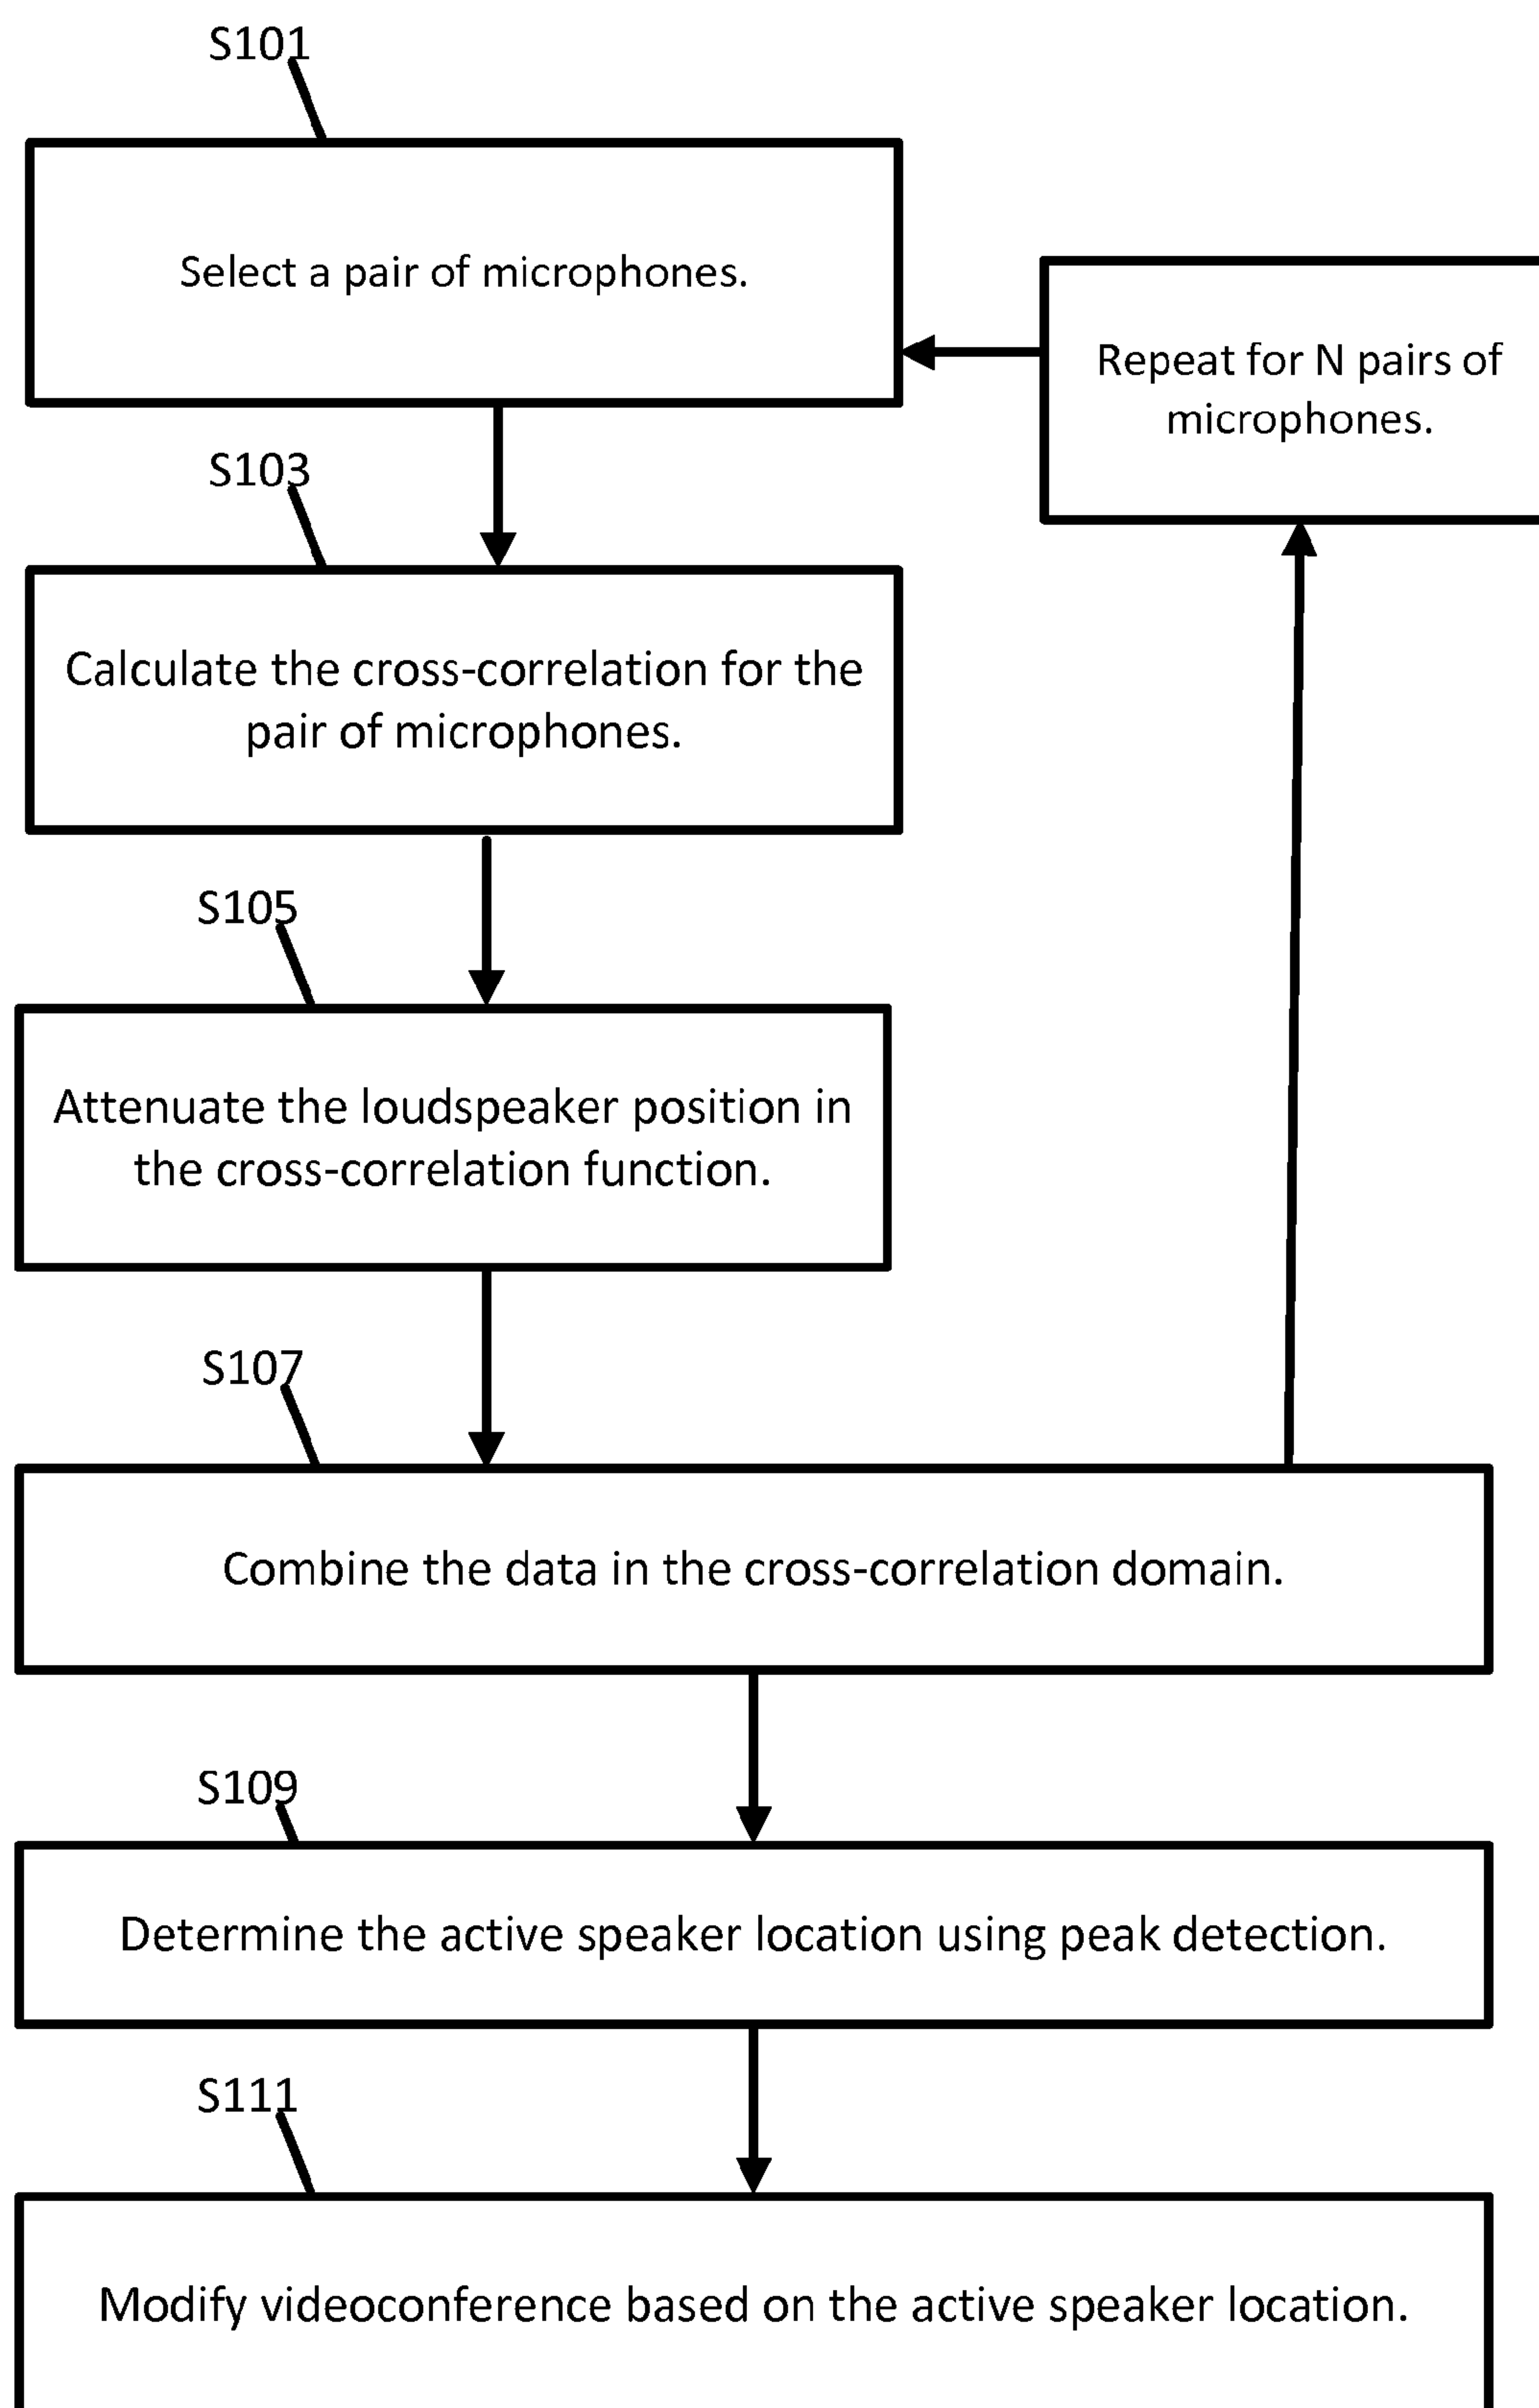 S101
Select a pair of microphones.
Repeat for N pairs of
microphones.
S103
Calculate the cross-correlation for the
pair of microphones.
S105
Attenuate the loudspeaker position in
the cross-correlation function.
S107
Combine the data in the cross-correlation domain.
S109
Determine the active speaker location using peak detection.
S111
Modify videoconference based on the active speaker location.